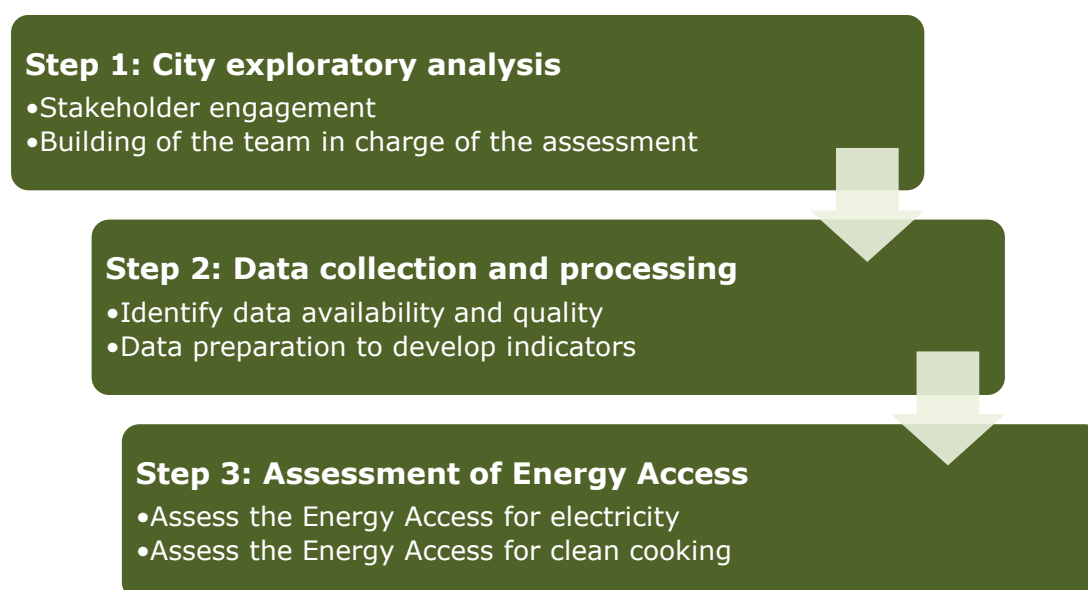 Step 1: City exploratory analysis
•Stakeholder engagement
•Building of the team in charge of the assessment
Step 2: Data collection and processing
•Identify data availability and quality
•Data preparation to develop indicators
Step 3: Assessment of Energy Access
•Assess the Energy Access for electricity
•Assess the Energy Access for clean cooking